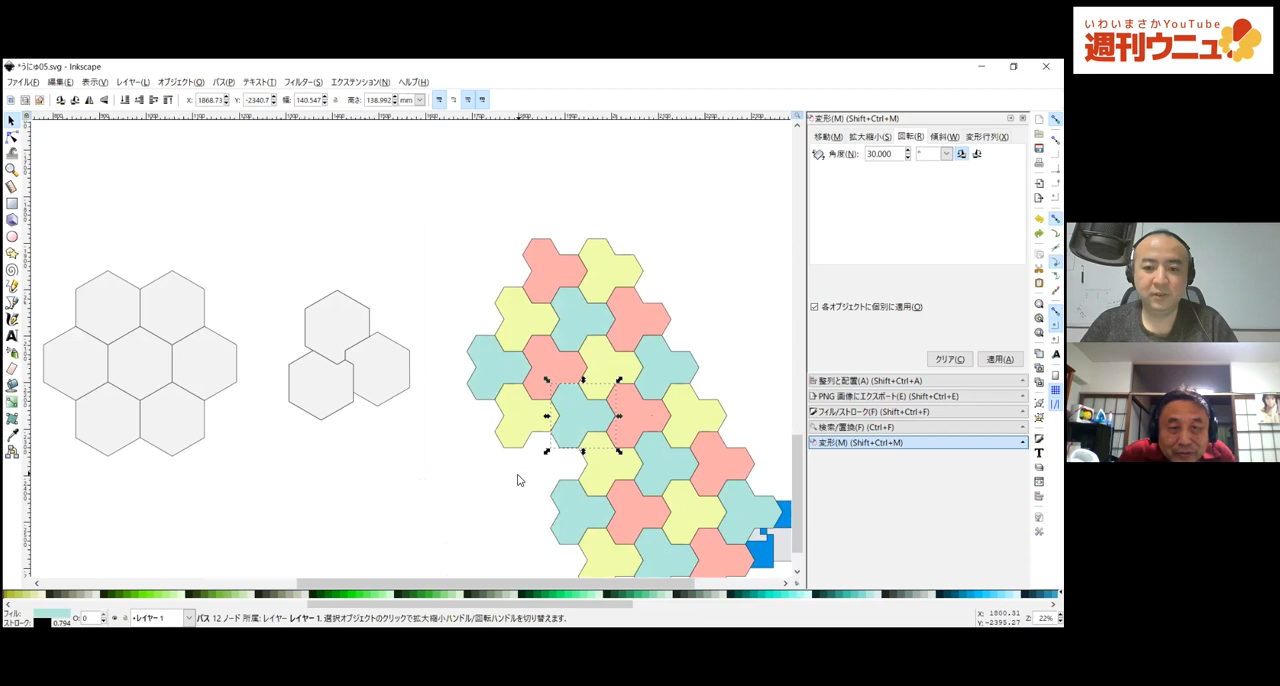 いわいまさかYouTube
週刊ウニュ
*うにゅ05.svg - Inkscape
ファイル(F) 編集(E) 表示(V) レイヤー(L) オブジェクト(O) パス(P) テキスト(T) フィルター(S) エクステンション(N) ヘルプ(H)
X: 1868.73 Y: -2340.7 幅: 140.547 高さ: 138.992 mm
変形(M) (Shift+Ctrl+M)
移動(M) 拡大縮小(S) 回転(R) 傾斜(W) 変形行列(X)
角度(N): 30.000 °
各オブジェクトに個別に適用(O)
クリア(C) 適用(A)
整列と配置(A) (Shift+Ctrl+A)
PNG 画像にエクスポート(E) (Shift+Ctrl+E)
フィル/ストローク(F) (Shift+Ctrl+F)
検索/置換(F) (Ctrl+F)
変形(M) (Shift+Ctrl+M)
フィル:
ストローク: 0.794 O: 0 •レイヤー 1 パス 12 ノード 所属: レイヤー レイヤー 1. 選択オブジェクトのクリックで拡大縮小ハンドル/回転ハンドルを切り替えます.
X: 1800.31
Y: -2395.27
Z: 22%